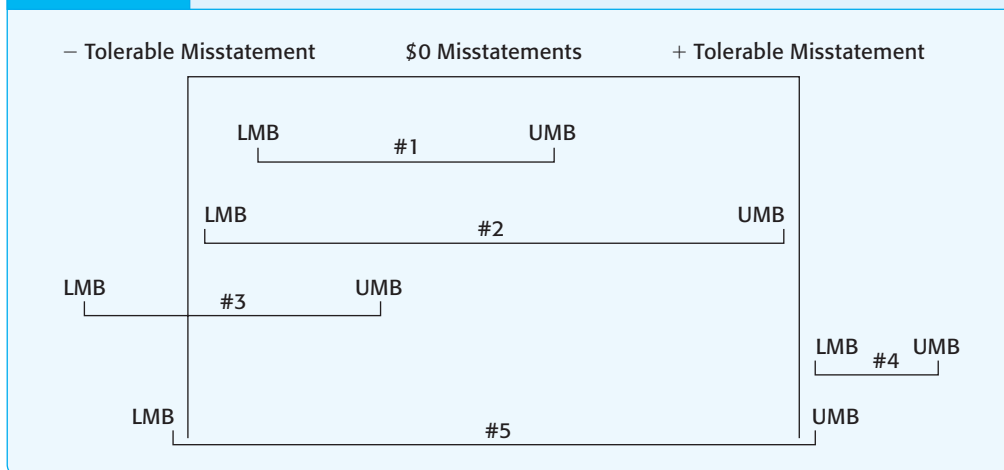 − Tolerable Misstatement $0 Misstatements + Tolerable Misstatement
LMB #1 UMB
LMB #2 UMB
LMB #3 UMB
LMB #4 UMB
LMB #5 UMB